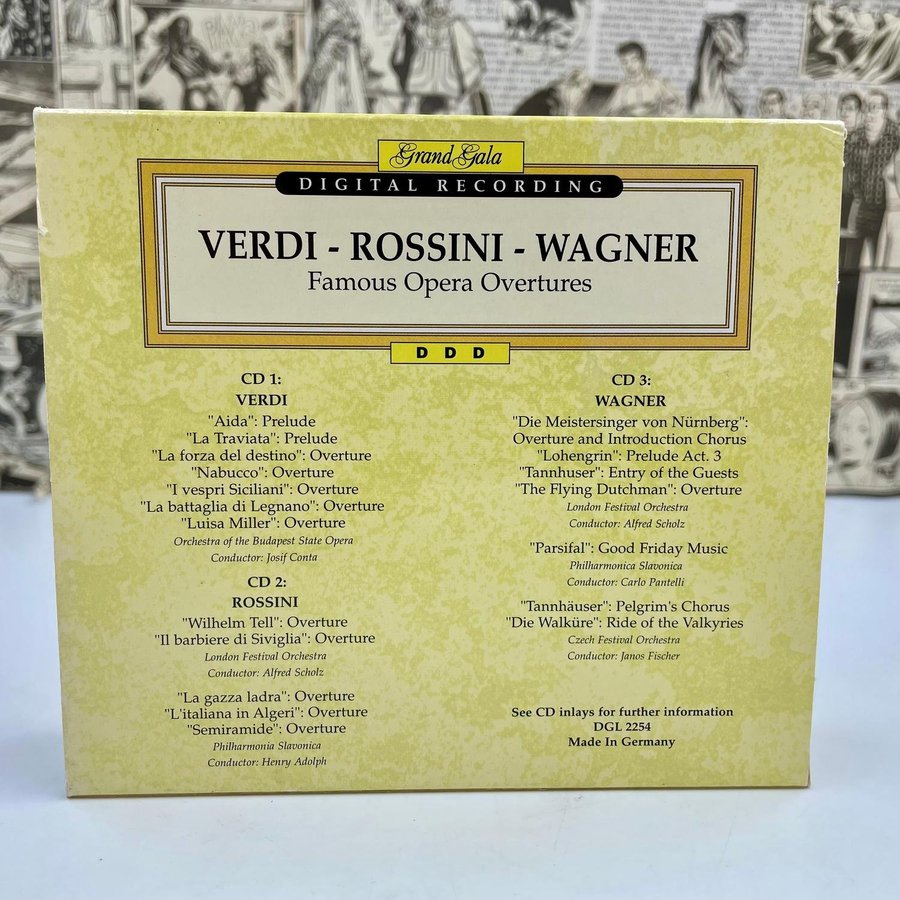 Grand Gala
DIGITAL RECORDING
VERDI - ROSSINI - WAGNER
Famous Opera Overtures
D D D
CD 1:
VERDI
"Aida": Prelude
"La Traviata": Prelude
"La forza del destino": Overture
"Nabucco": Overture
"I vespri Siciliani": Overture
"La battaglia di Legnano": Overture
"Luisa Miller": Overture
Orchestra of the Budapest State Opera
Conductor: Josif Conta
CD 2:
ROSSINI
"Wilhelm Tell": Overture
"Il barbiere di Siviglia": Overture
London Festival Orchestra
Conductor: Alfred Scholz
"La gazza ladra": Overture
"L'italiana in Algeri": Overture
"Semiramide": Overture
Philharmonia Slavonica
Conductor: Henry Adolph
CD 3:
WAGNER
"Die Meistersinger von Nürnberg":
Overture and Introduction Chorus
"Lohengrin": Prelude Act. 3
"Tannhuser": Entry of the Guests
"The Flying Dutchman": Overture
London Festival Orchestra
Conductor: Alfred Scholz
"Parsifal": Good Friday Music
Philharmonica Slavonica
Conductor: Carlo Pantelli
"Tannhäuser": Pelgrim's Chorus
"Die Walküre": Ride of the Valkyries
Czech Festival Orchestra
Conductor: Janos Fischer
See CD inlays for further information
DGL 2254
Made In Germany